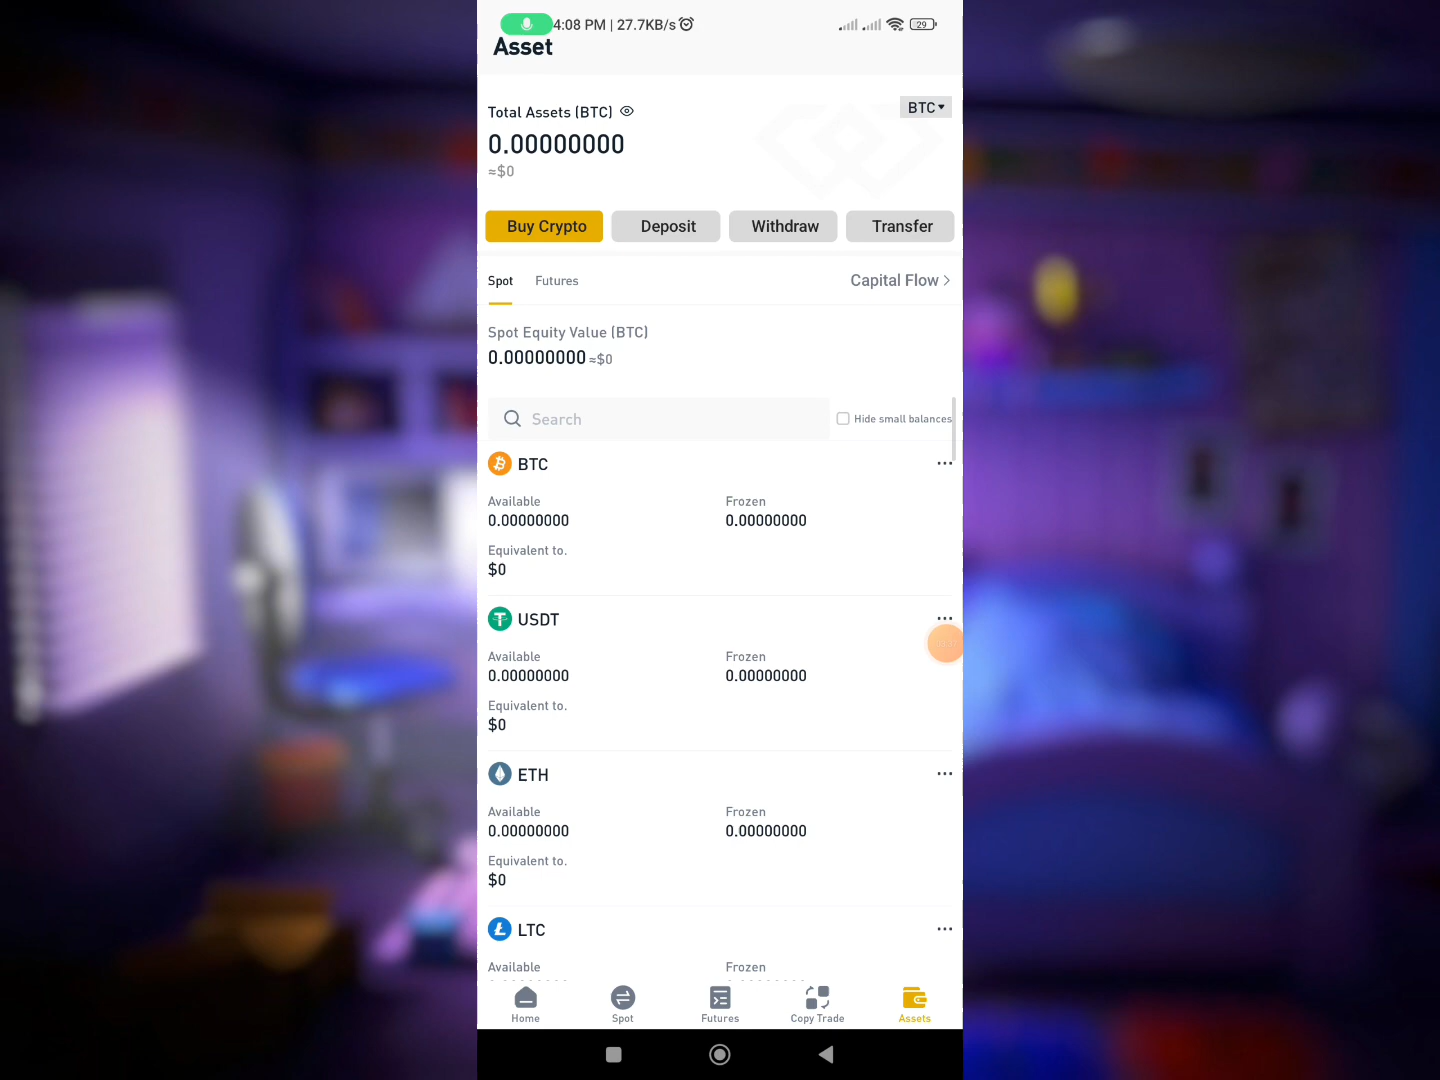 4:08 PM | 27.7KB/s
29
Asset
Total Assets (BTC)
BTC
0.00000000
≈$0
Buy Crypto Deposit Withdraw Transfer
Spot Futures Capital Flow
Spot Equity Value (BTC)
0.00000000 ≈$0
Search Hide small balances
BTC
Available Frozen
0.00000000 0.00000000
Equivalent to.
$0
USDT
Available Frozen
0.00000000 0.00000000
Equivalent to.
$0
ETH
Available Frozen
0.00000000 0.00000000
Equivalent to.
$0
LTC
Available Frozen
Home Spot Futures Copy Trade Assets